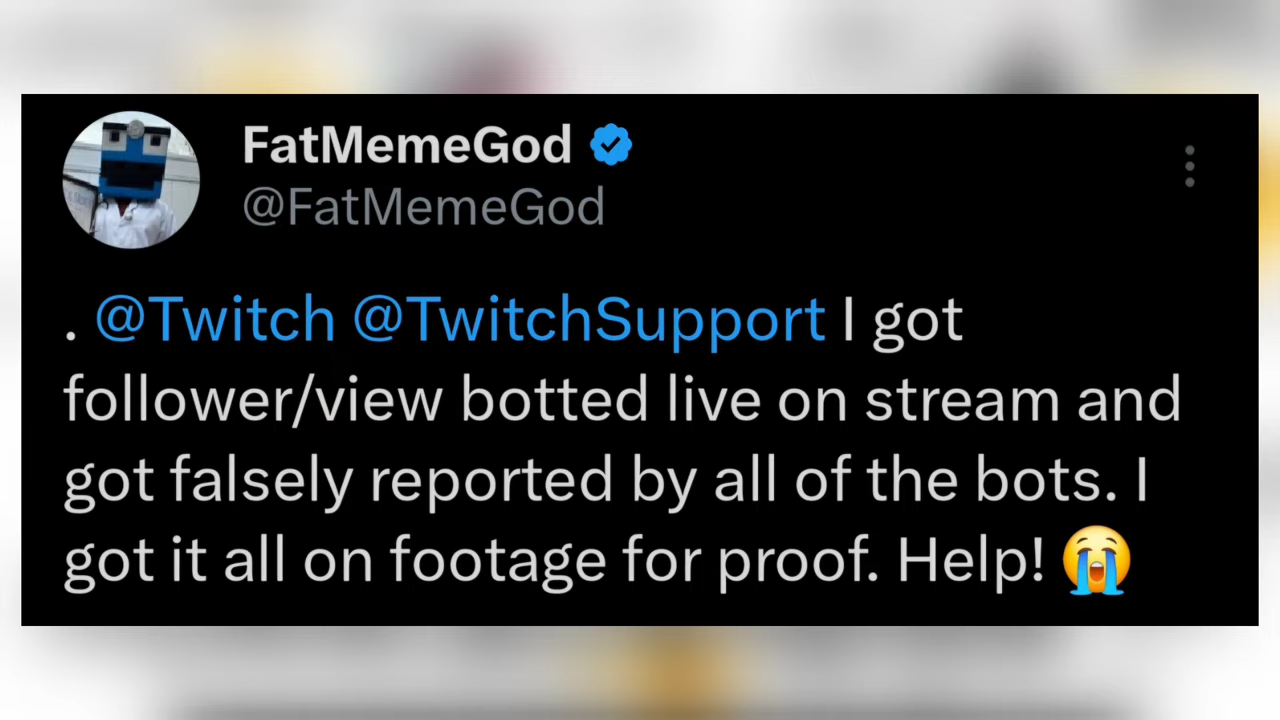 FatMemeGod
@FatMemeGod
. @Twitch @TwitchSupport I got
follower/view botted live on stream and
got falsely reported by all of the bots. I
got it all on footage for proof. Help! 😭